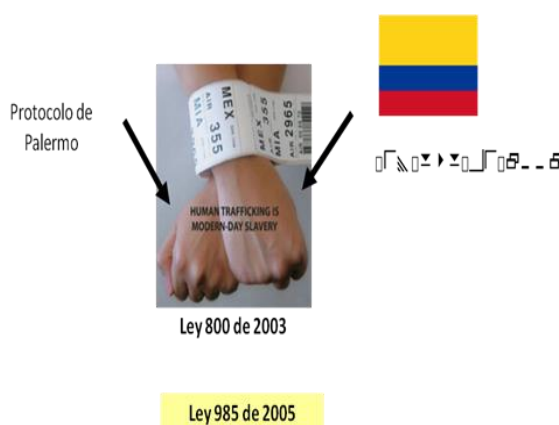 Protocolo de
Palermo
MEX
AIR 355
MIA
MEX 355
AIR 2965
MIA
HUMAN TRAFFICKING IS
MODERN-DAY SLAVERY
Ley 800 de 2003
Ley 985 de 2005